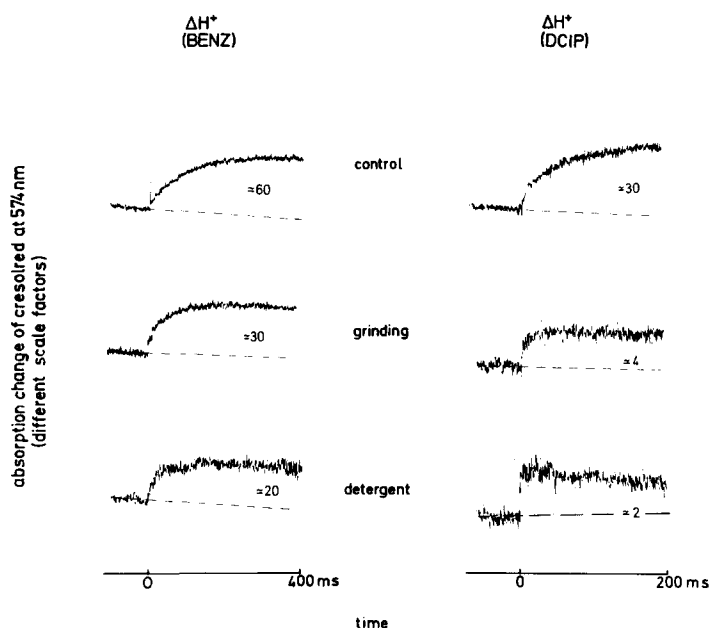 ΔH⁺
(BENZ)
ΔH⁺
(DCIP)
absorption change of cresolred at 574 nm
(different scale factors)
control
≃60
≃30
grinding
≃30
≃4
detergent
≃20
≃2
0
400 ms
0
200 ms
time